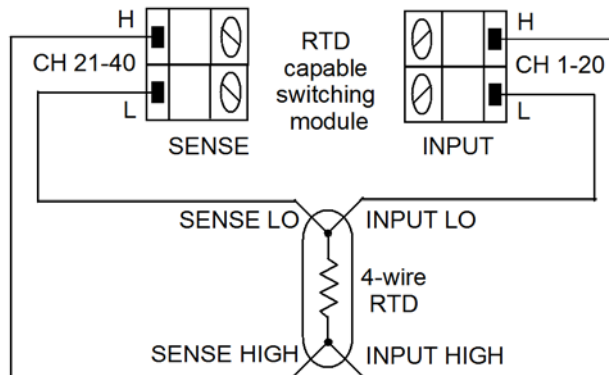 H
CH 21-40
L
SENSE
RTD
capable
switching
module
H
CH 1-20
L
INPUT
SENSE LO
INPUT LO
4-wire
RTD
SENSE HIGH
INPUT HIGH